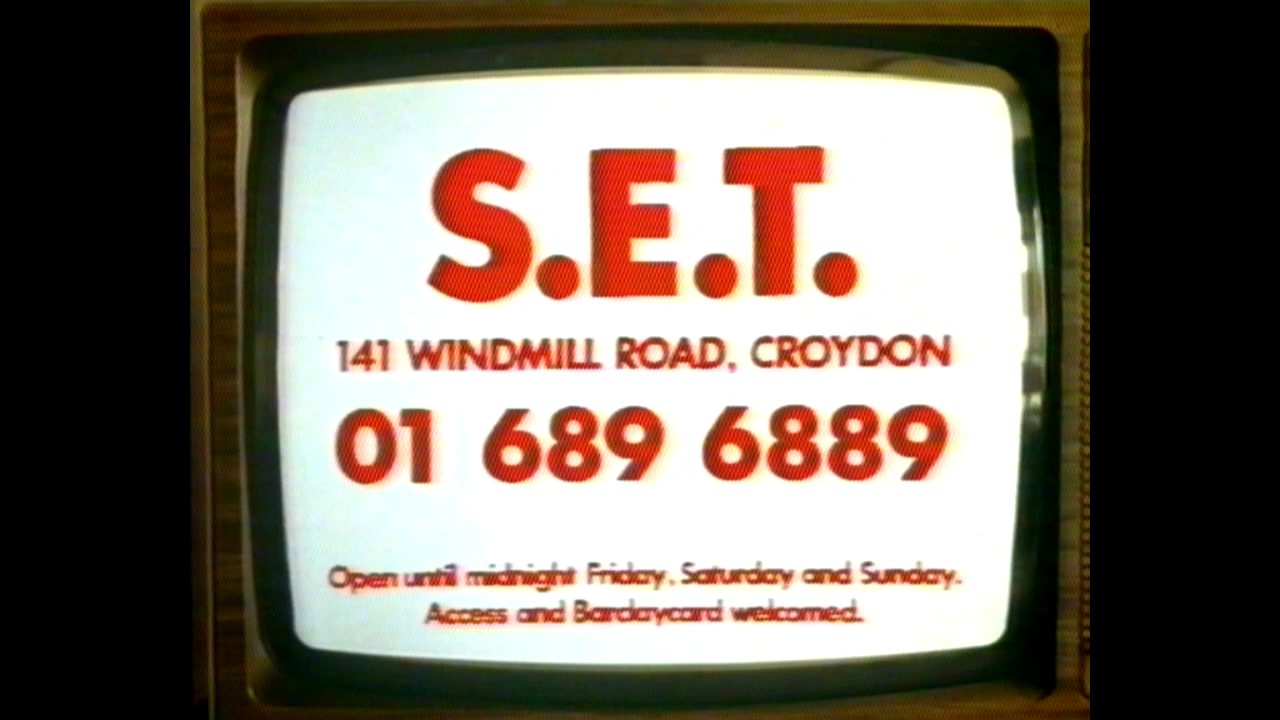 S.E.T.
141 WINDMILL ROAD, CROYDON
01 689 6889
Open until midnight Friday, Saturday and Sunday.
Access and Barclaycard welcomed.